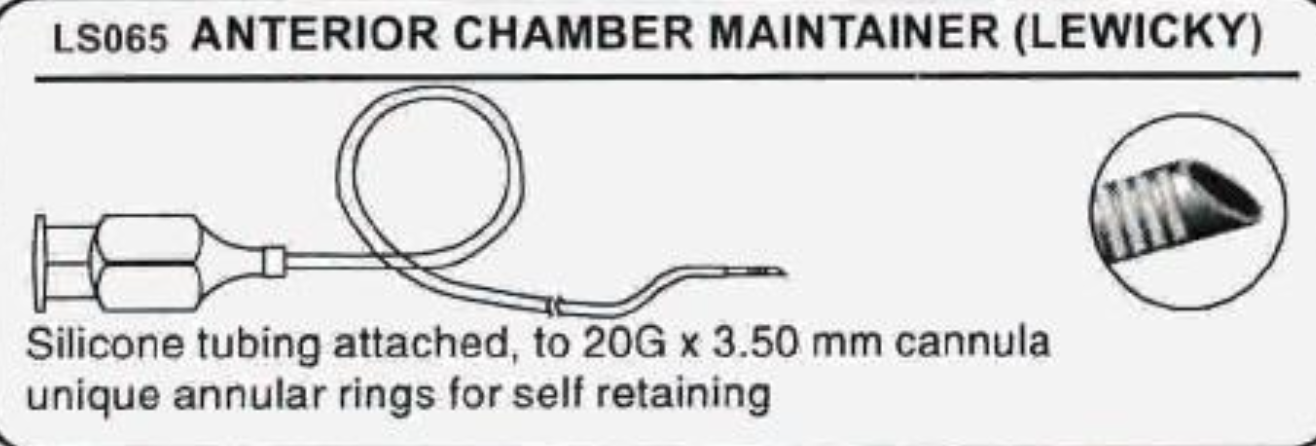 LS065 ANTERIOR CHAMBER MAINTAINER (LEWICKY)
Silicone tubing attached, to 20G x 3.50 mm cannula
unique annular rings for self retaining